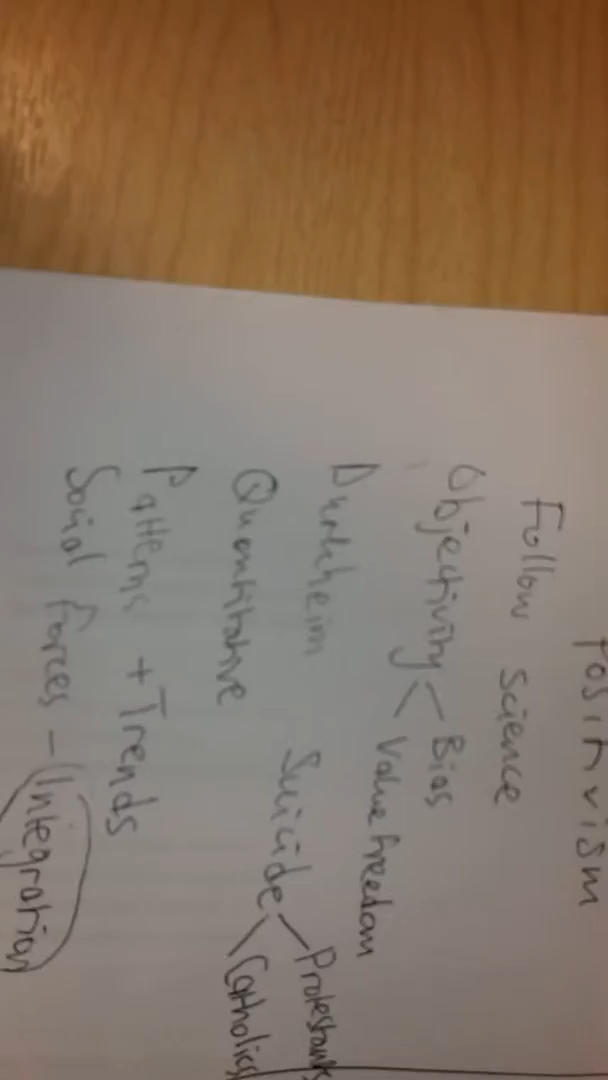 Positivism
Follow Science
Objectivity < Bias
Value freedom
Durkheim Suicide < Protestants
Catholics
Quantitative
Patterns + Trends
Social forces - Integration